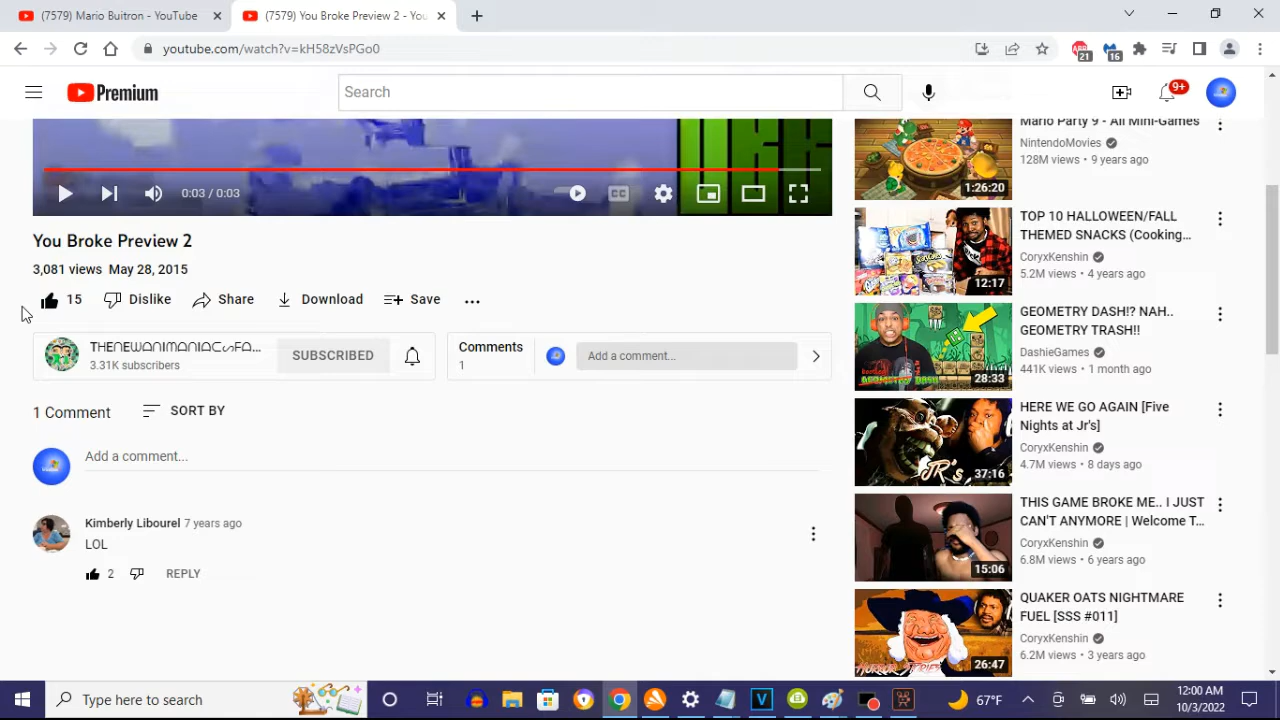 (7579) Mario Buitron - YouTube
(7579) You Broke Preview 2 - You
youtube.com/watch?v=kH58zVsPGo0
21
16
Premium
Search
9+
0:03 / 0:03
CC
You Broke Preview 2
3,081 views May 28, 2015
15
Dislike
Share
Download
Save
3.31K subscribers
SUBSCRIBED
Comments
1
Add a comment...
1 Comment
SORT BY
Add a comment...
Kimberly Libourel 7 years ago
LOL
2
REPLY
Mario Party 9 - All Mini-Games
NintendoMovies
128M views • 9 years ago
1:26:20
TOP 10 HALLOWEEN/FALL
THEMED SNACKS (Cooking...
CoryxKenshin
5.2M views • 4 years ago
12:17
GEOMETRY DASH!? NAH..
GEOMETRY TRASH!!
DashieGames
441K views • 1 month ago
28:33
HERE WE GO AGAIN [Five
Nights at Jr's]
CoryxKenshin
4.7M views • 8 days ago
JR's
37:16
THIS GAME BROKE ME.. I JUST
CAN'T ANYMORE | Welcome T...
CoryxKenshin
6.8M views • 6 years ago
15:06
QUAKER OATS NIGHTMARE
FUEL [SSS #011]
CoryxKenshin
6.2M views • 3 years ago
26:47
Type here to search
67°F
12:00 AM
10/3/2022